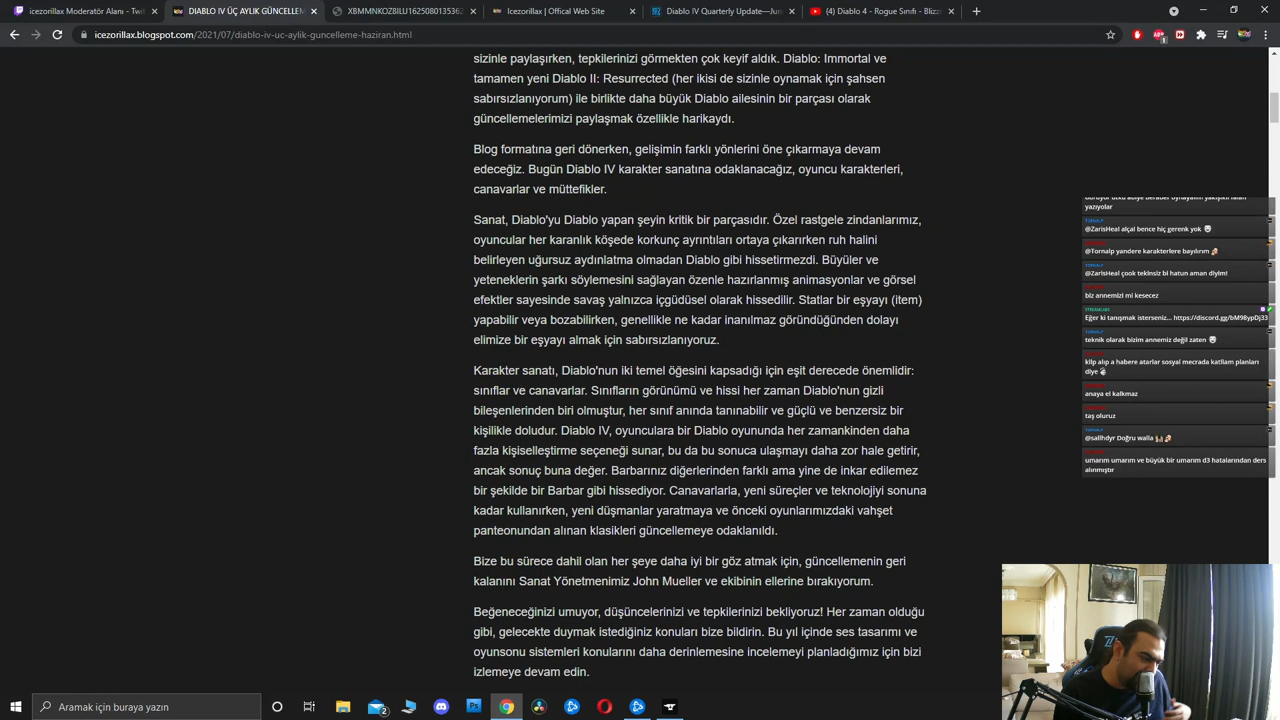 icezorillax Moderatör Alanı - Twit
DIABLO IV ÜÇ AYLIK GÜNCELLEM
XBMMNKOZ8ILU1625080135362
Icezorillax | Offical Web Site
Diablo IV Quarterly Update—Jun
(4) Diablo 4 - Rogue Sınıfı - Blizz
icezorillax.blogspot.com/2021/07/diablo-iv-uc-aylik-guncelleme-haziran.html
sizinle paylaşırken, tepkilerinizi görmekten çok keyif aldık. Diablo: Immortal ve
tamamen yeni Diablo II: Resurrected (her ikisi de sizinle oynamak için şahsen
sabırsızlanıyorum) ile birlikte daha büyük Diablo ailesinin bir parçası olarak
güncellemelerimizi paylaşmak özellikle harikaydı.
Blog formatına geri dönerken, gelişimin farklı yönlerini öne çıkarmaya devam
edeceğiz. Bugün Diablo IV karakter sanatına odaklanacağız, oyuncu karakterleri,
canavarlar ve müttefikler.
Sanat, Diablo'yu Diablo yapan şeyin kritik bir parçasıdır. Özel rastgele zindanlarımız,
oyuncular her karanlık köşede korkunç ayrıntıları ortaya çıkarırken ruh halini
belirleyen uğursuz aydınlatma olmadan Diablo gibi hissetirmezdi. Büyüler ve
yeteneklerin şarkı söylemesini sağlayan özenle hazırlanmış animasyonlar ve görsel
efektler sayesinde savaş yalnızca içgüdüsel olarak hissedilir. Statlar bir eşyayı (item)
yapabilir veya bozabilirken, genellikle ne kadar inanılmaz göründüğünden dolayı
elimize bir eşyayı almak için sabırsızlanıyoruz.
Karakter sanatı, Diablo'nun iki temel öğesini kapsadığı için eşit derecede önemlidir:
sınıflar ve canavarlar. Sınıfların görünümü ve hissi her zaman Diablo'nun gizli
bileşenlerinden biri olmuştur, her sınıf anında tanınabilir ve güçlü ve benzersiz bir
kişilikle doludur. Diablo IV, oyunculara bir Diablo oyunda her zamankinden daha
fazla kişiselleştirme seçeneği sunar, bu da bu sonuca ulaşmayı daha zor hale getirir,
ancak sonuç buna değer. Barbarınız diğerlerinden farklı ama yine de inkar edilemez
bir şekilde bir Barbar gibi hissediyor. Canavarlarla, yeni süreçler ve teknolojiyi sonuna
kadar kullanırken, yeni düşmanlar yaratmaya ve önceki oyunlarımızdaki vahşet
panteonundan alınan klasikleri güncellemeye odaklanıldı.
Bize bu sürece dahil olan her şeye daha iyi bir göz atmak için, güncellemenin geri
kalanını Sanat Yönetmenimiz John Mueller ve ekibinin ellerine bırakıyorum.
Beğeneceğinizi umuyor, düşüncelerinizi ve tepkilerinizi bekliyoruz! Her zaman olduğu
gibi, gelecekte duymak istediğiniz konuları bize bildirin. Bu yıl içinde ses tasarımı ve
oyunsonu sistemleri konularını daha derinlemesine incelemeyi planladığımız için bizi
izlemeye devam edin.
yazıyolar
@ZarisHeal alçal bence hiç gerenk yok
@Tornalp yandere karakterlere bayılırım
@ZarisHeal çook tekinsiz bi hatun aman diyim!
biz annemizi mi kesecez
STREAMLABS
Eğer ki tanışmak isterseniz... https://discord.gg/bM98ypDj33
teknik olarak bizim annemiz değil zaten
klip alıp a habere atarlar sosyal mecrada katliam planları
diye
anaya el kalkmaz
taş oluruz
@sallhdyr Doğru walla
umarım umarım ve büyük bir umarım d3 hatalarından ders
alınmıştır
Aramak için buraya yazın